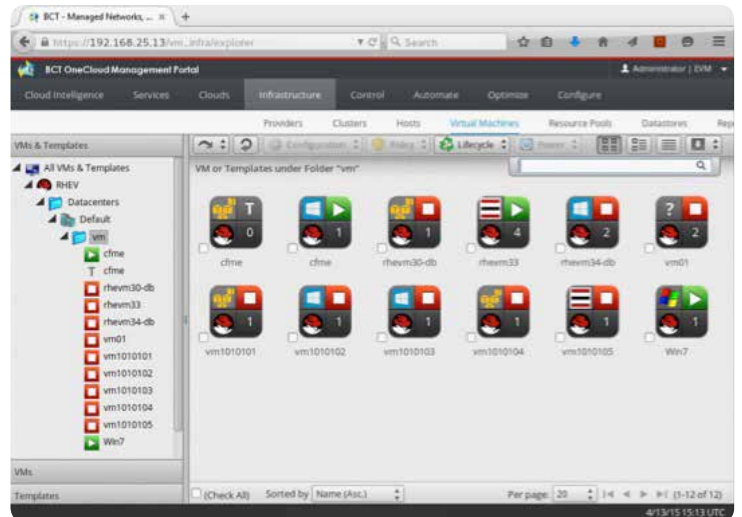 BCT - Managed Networks, ...
https://192.168.25.13/vm_infra/explorer
Search
BCT OneCloud Management Portal
Administrator | EVM
Cloud Intelligence Services Clouds Infrastructure Control Automate Optimize Configure
Providers Clusters Hosts Virtual Machines Resource Pools Datastores Rep
VMs & Templates
Configuration Policy Lifecycle Power
All VMs & Templates
RHEV
Datacenters
Default
vm
cfme
T cfme
rhevm30-db
rhevm33
rhevm34-db
vm01
vm1010101
vm1010102
vm1010103
vm1010104
vm1010105
Win7
VMs
Templates
VM or Templates under Folder "vm"
T ?
0 1 1 4 2 2
cfme cfme rhevm30-db rhevm33 rhevm34-db vm01
1 1 1 1 1 1
vm1010101 vm1010102 vm1010103 vm1010104 vm1010105 Win7
(Check All) Sorted by Name (Asc.) Per page: 20 (1-12 of 12)
4/13/15 15:13 UTC